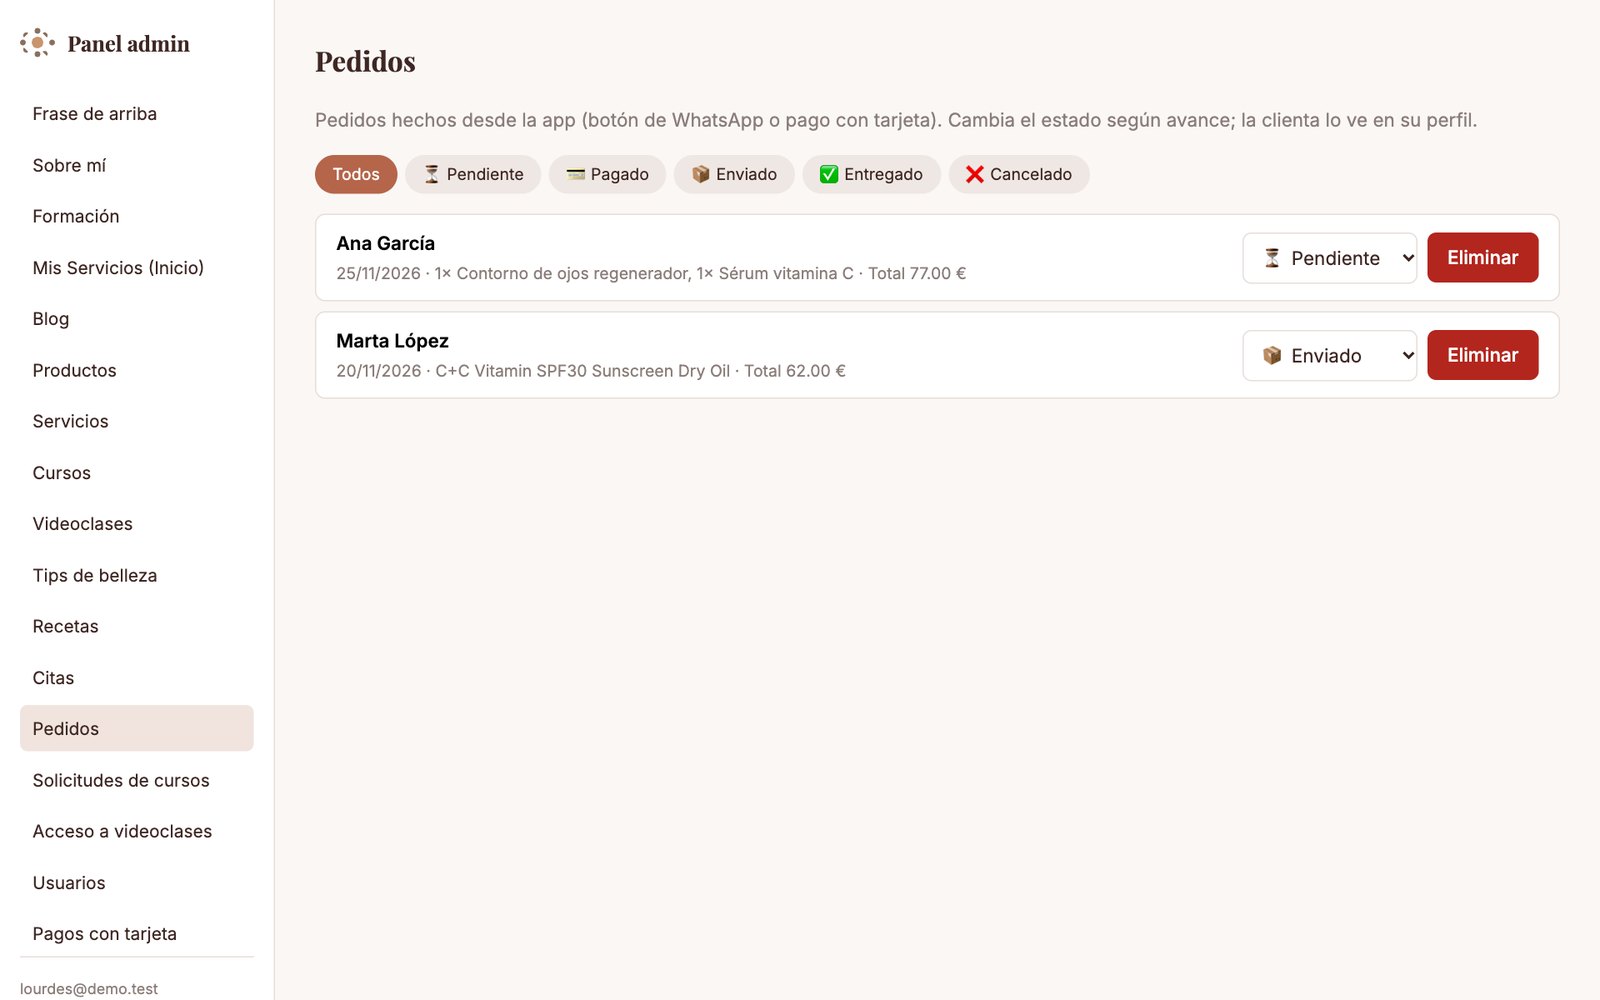 Panel admin
Frase de arriba
Sobre mí
Formación
Mis Servicios (Inicio)
Blog
Productos
Servicios
Cursos
Videoclases
Tips de belleza
Recetas
Citas
Pedidos
Solicitudes de cursos
Acceso a videoclases
Usuarios
Pagos con tarjeta
lourdes@demo.test
Pedidos
Pedidos hechos desde la app (botón de WhatsApp o pago con tarjeta). Cambia el estado según avance; la clienta lo ve en su perfil.
Todos ⏳ Pendiente 💳 Pagado 📦 Enviado ✅ Entregado ❌ Cancelado
Ana García
25/11/2026 · 1× Contorno de ojos regenerador, 1× Sérum vitamina C · Total 77.00 €
⏳ Pendiente Eliminar
Marta López
20/11/2026 · C+C Vitamin SPF30 Sunscreen Dry Oil · Total 62.00 €
📦 Enviado Eliminar